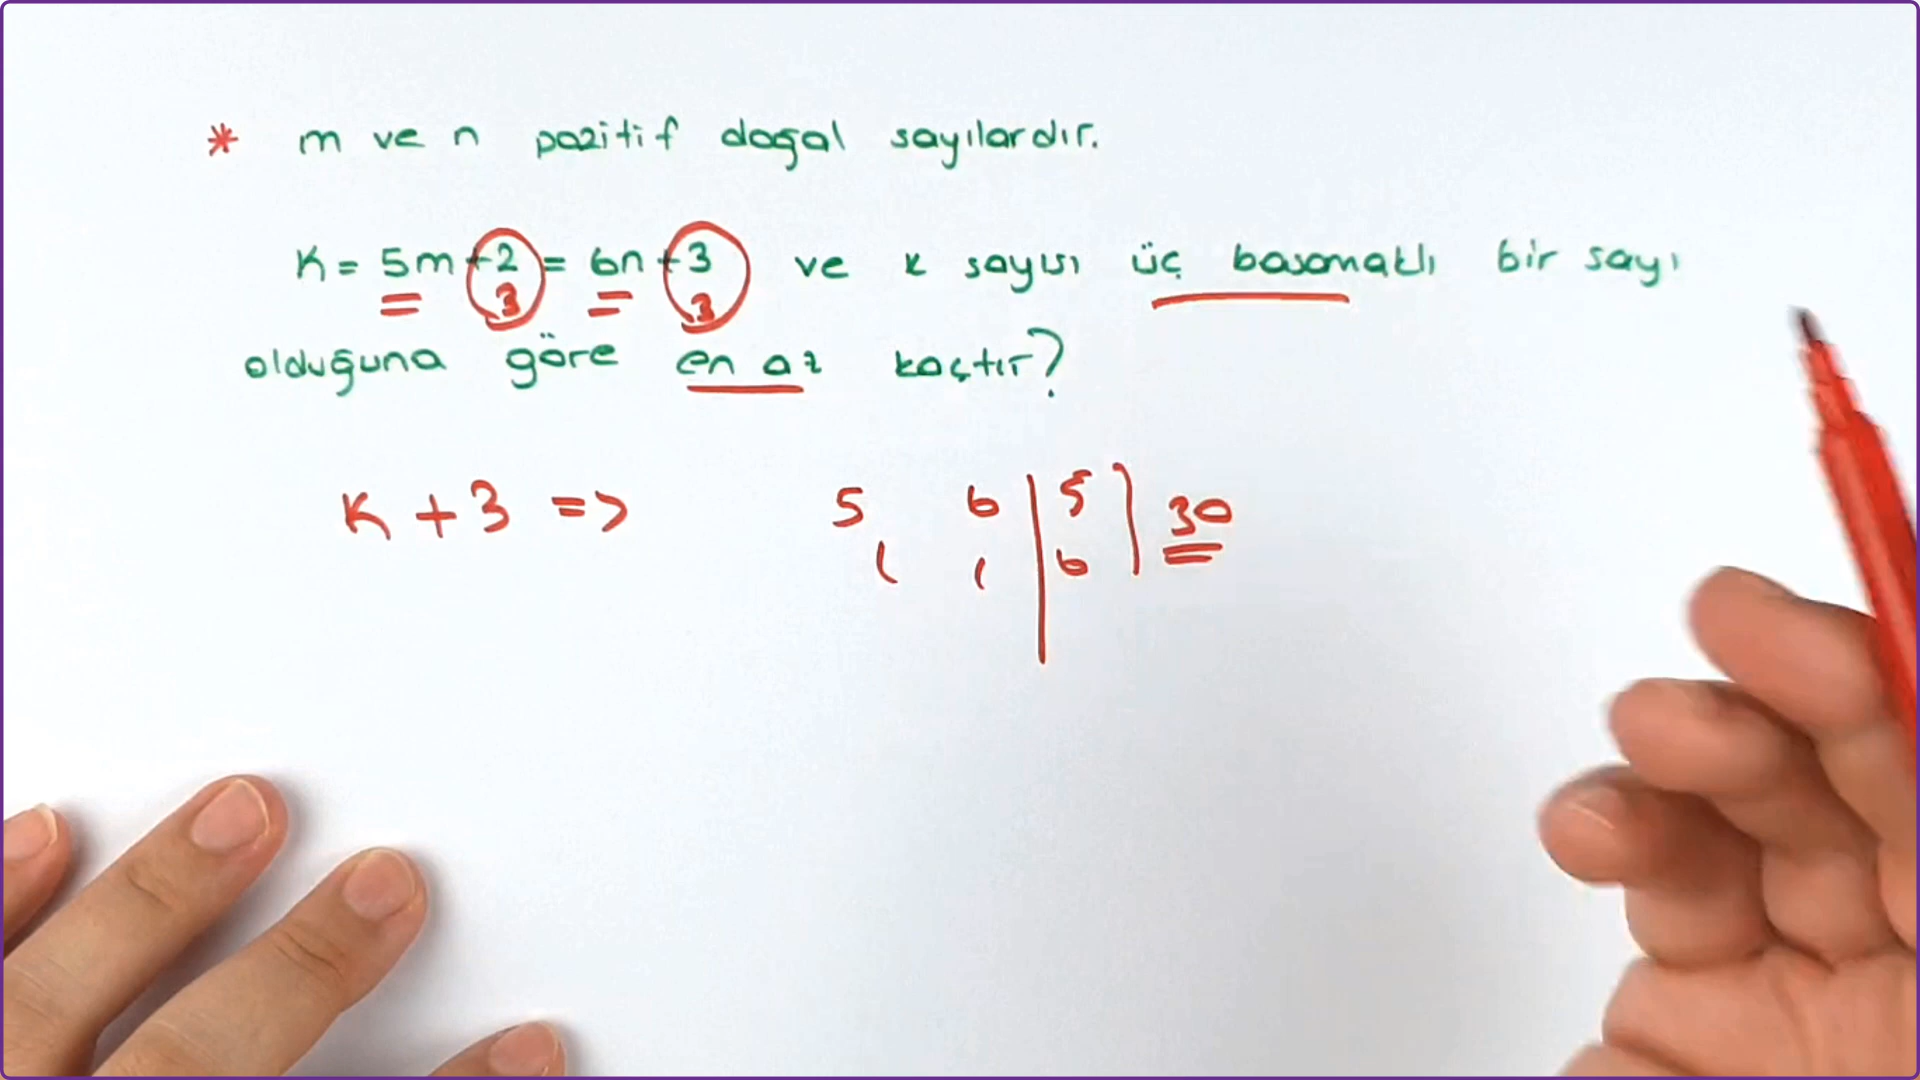 * m ve n pozitif doğal sayılardır.
K = 5m+2 = 6n+3 ve K sayısı üç basamaklı bir sayı
3 3
olduğuna göre en az kaçtır?
K + 3 => 5 6 | 5 ) 30
1 1 | 6